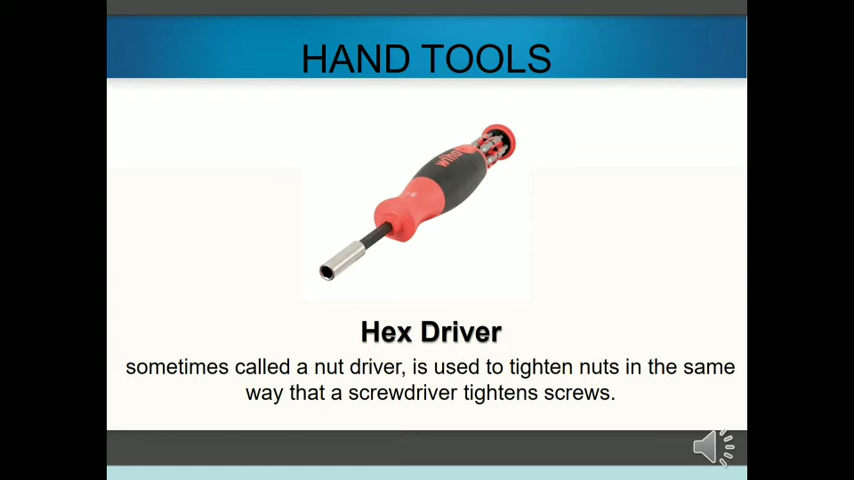 HAND TOOLS
wiha
Hex Driver
sometimes called a nut driver, is used to tighten nuts in the same
way that a screwdriver tightens screws.